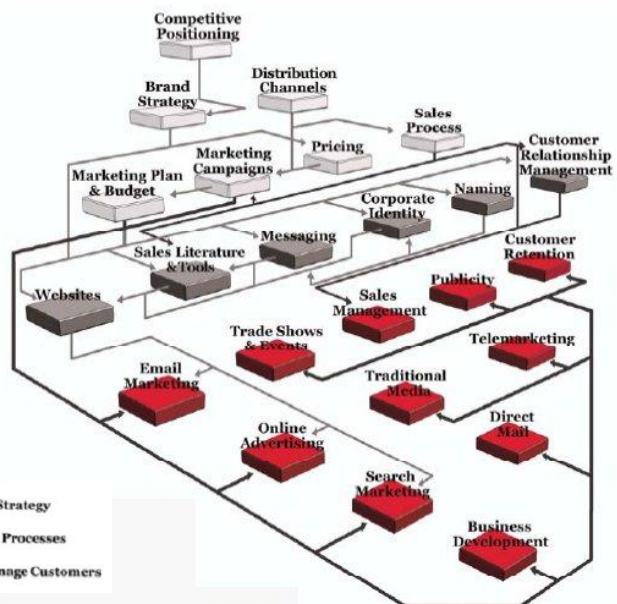 Competitive
Positioning
Brand
Strategy
Distribution
Channels
Sales
Process
Marketing
Campaigns
Pricing
Customer
Relationship
Management
Marketing Plan
& Budget
Corporate
Identity
Naming
Sales Literature
& Tools
Messaging
Customer
Retention
Websites
Sales
Management
Publicity
Trade Shows
& Events
Telemarketing
Email
Marketing
Traditional
Media
Online
Advertising
Direct
Mail
Search
Marketing
Business
Development
Strategy
Processes
Customers